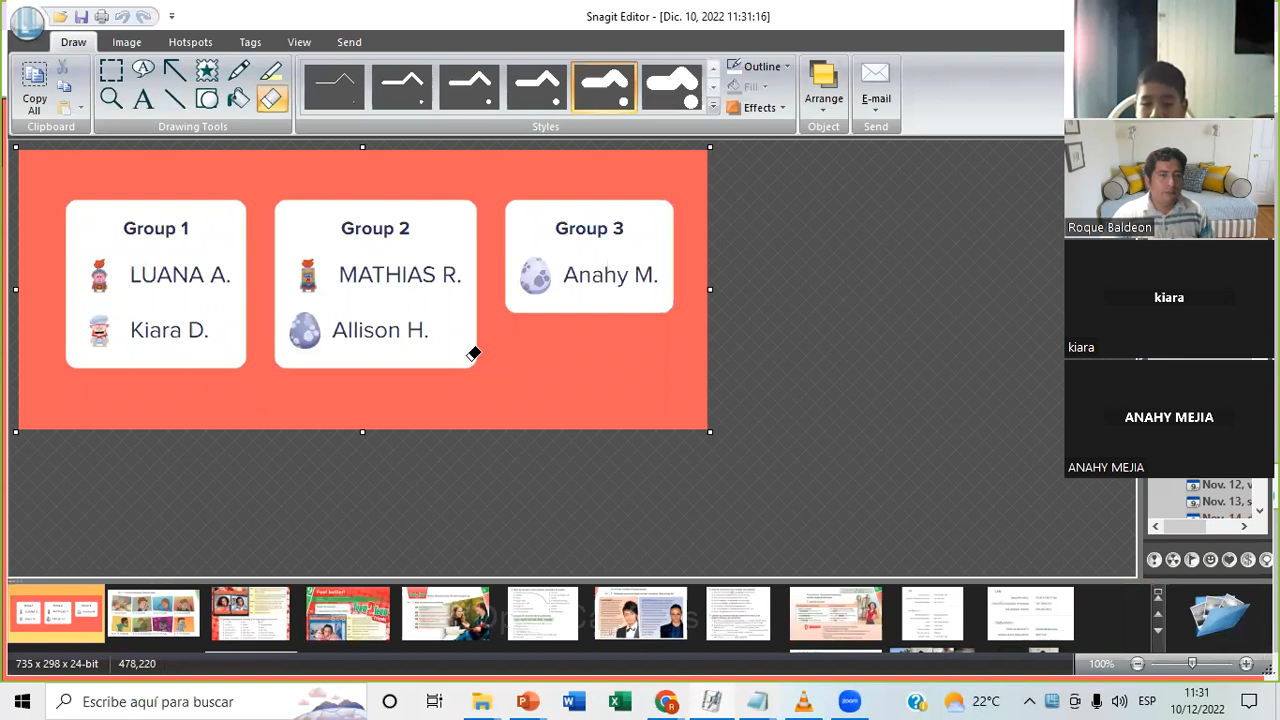 Snagit Editor - [Dic. 10, 2022 11:31:16]
Draw Image Hotspots Tags View Send
Copy All
Clipboard
Drawing Tools
Styles
Outline
Fill
Effects
Arrange
Object
E-mail
Send
Group 1
LUANA A.
Kiara D.
Group 2
MATHIAS R.
Allison H.
Group 3
Anahy M.
Roque Baldeon
kiara
kiara
ANAHY MEJIA
ANAHY MEJIA
Nov. 12, v
Nov. 13, s
Feel better!
735 x 298 x 24-bit 478,220
100%
Escribe aquí para buscar
22°C
ESP
11:31
10/12/2022